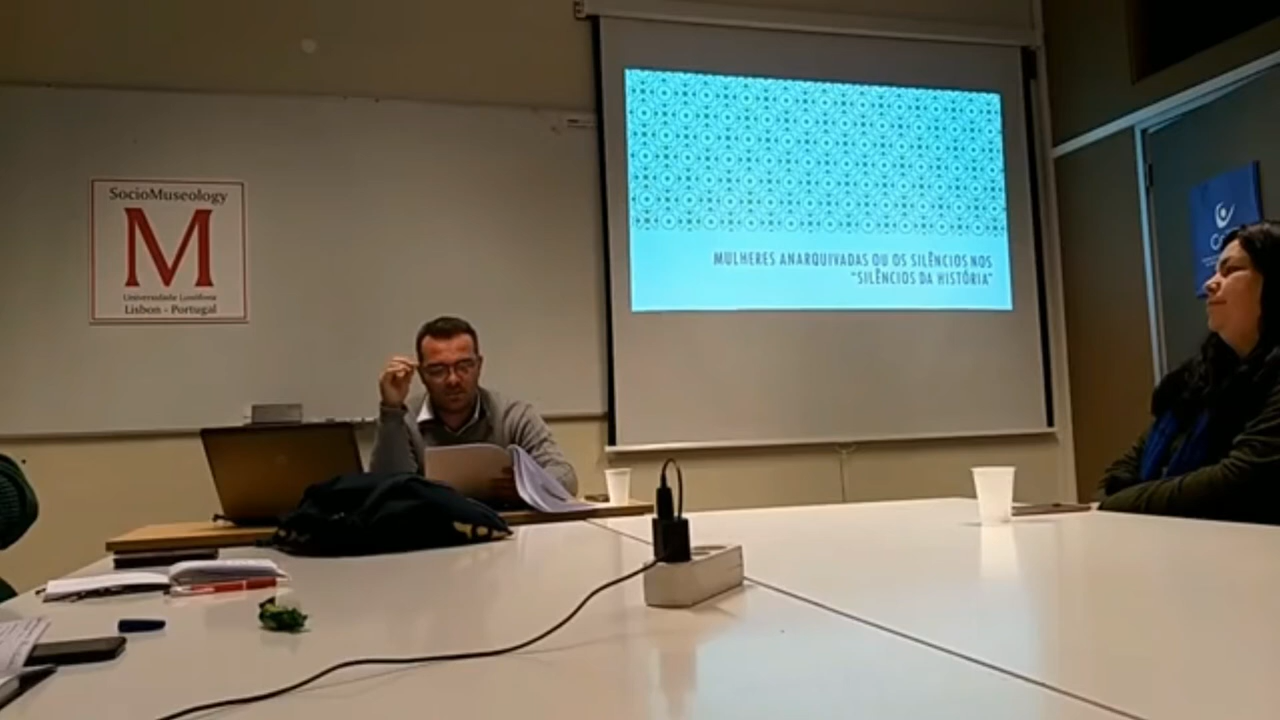 SocioMuseology
M
Universidade Lusófona
Lisbon - Portugal
MULHERES ANARQUIVADAS OU OS SILÊNCIOS NOS
"SILÊNCIOS DA HISTÓRIA"